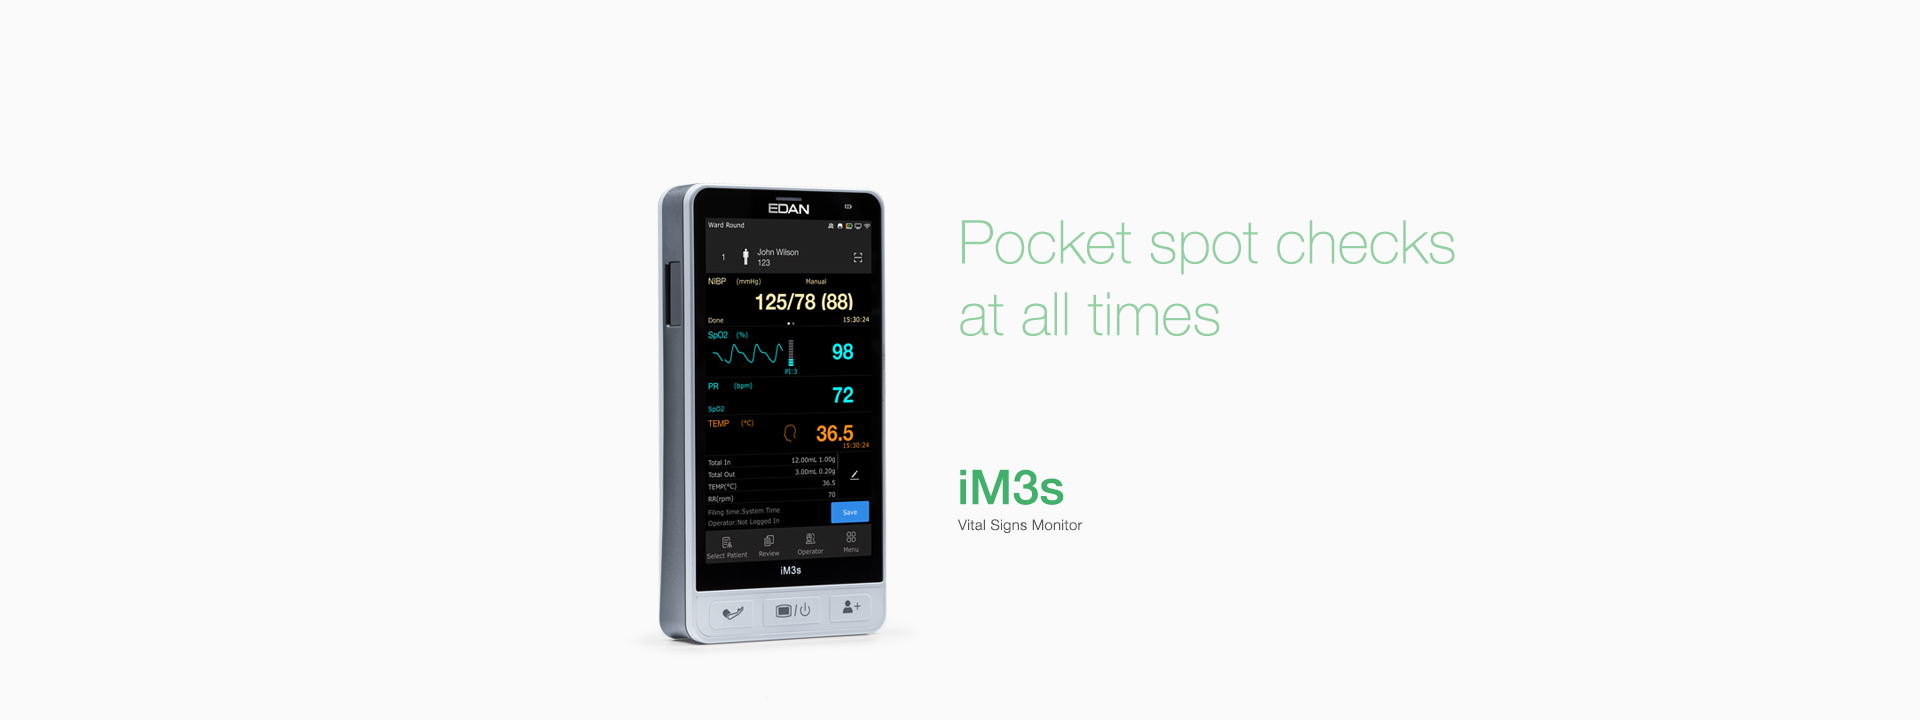 EDAN
Ward Round
1
John Wilson
123
NIBP (mmHg) Manual
125/78 (88)
Done 15:30:24
SpO2 (%)
98
PI:3
PR (bpm)
72
SpO2
TEMP (°C)
36.5
15:30:24
Total In 12.00mL 1.00g
Total Out 3.00mL 0.20g
TEMP(°C) 36.5
RR(rpm) 70
Filing time:System Time
Operator:Not Logged In
Save
Select Patient Review Operator Menu
iM3s
Pocket spot checks
at all times
iM3s
Vital Signs Monitor